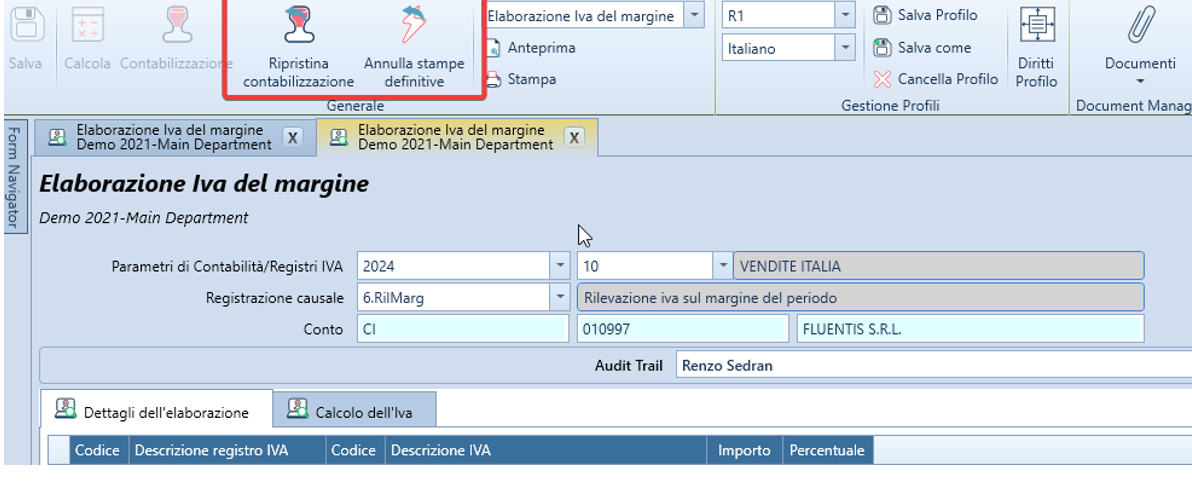 Elaborazione Iva del margine
R1
Salva Profilo
Anteprima
Italiano
Salva come
Salva
Calcola
Contabilizzazione
Ripristina
contabilizzazione
Annulla stampe
definitive
Stampa
Cancella Profilo
Diritti
Profilo
Documenti
Generale
Gestione Profili
Document Manag
Form Navigator
Elaborazione Iva del margine
Demo 2021-Main Department
X
Elaborazione Iva del margine
Demo 2021-Main Department
X
Elaborazione Iva del margine
Demo 2021-Main Department
Parametri di Contabilità/Registri IVA 2024 10 VENDITE ITALIA
Registrazione causale 6.RilMarg Rilevazione iva sul margine del periodo
Conto CI 010997 FLUENTIS S.R.L.
Audit Trail Renzo Sedran
Dettagli dell'elaborazione
Calcolo dell'Iva
Codice Descrizione registro IVA Codice Descrizione IVA Importo Percentuale